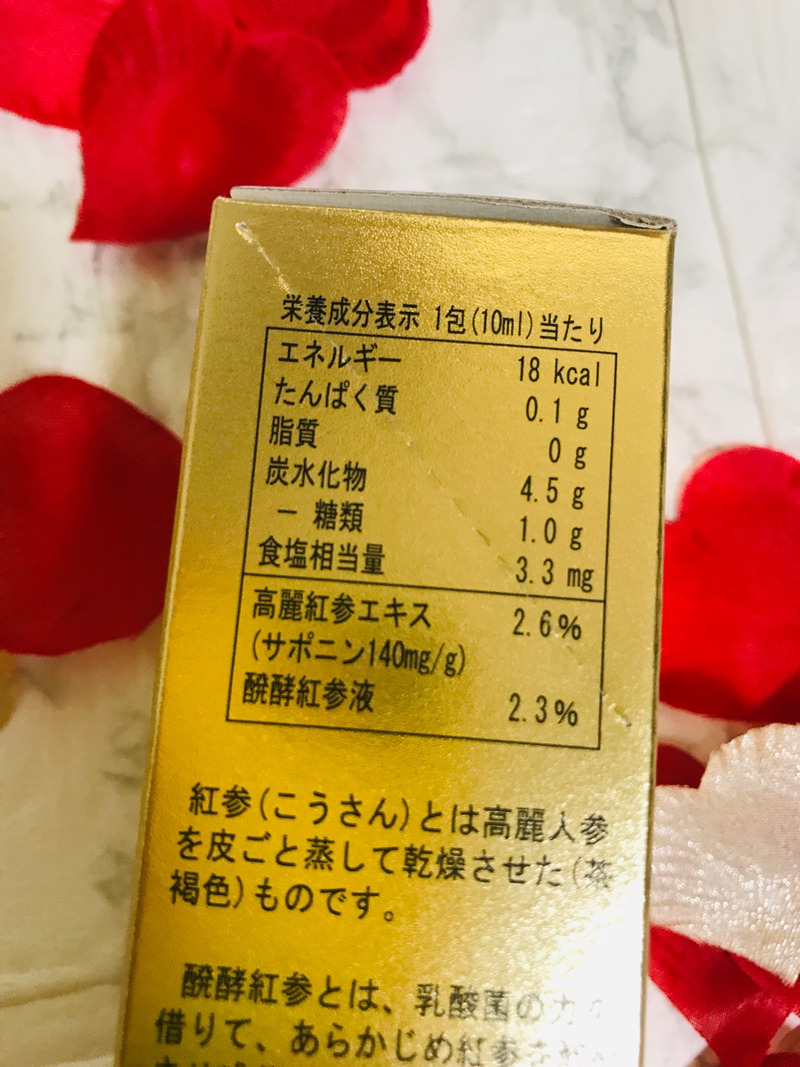 栄養成分表示 1包(10ml)当たり
エネルギー 18 kcal
たんぱく質 0.1 g
脂質 0 g
炭水化物 4.5 g
ー 糖類 1.0 g
食塩相当量 3.3 mg
高麗紅参エキス 2.6%
(サポニン140mg/g)
醗酵紅参液 2.3%
紅参(こうさん)とは高麗人参
を皮ごと蒸して乾燥させた(茶
褐色)ものです。
醗酵紅参とは、乳酸菌の力を
借りて、あらかじめ紅参